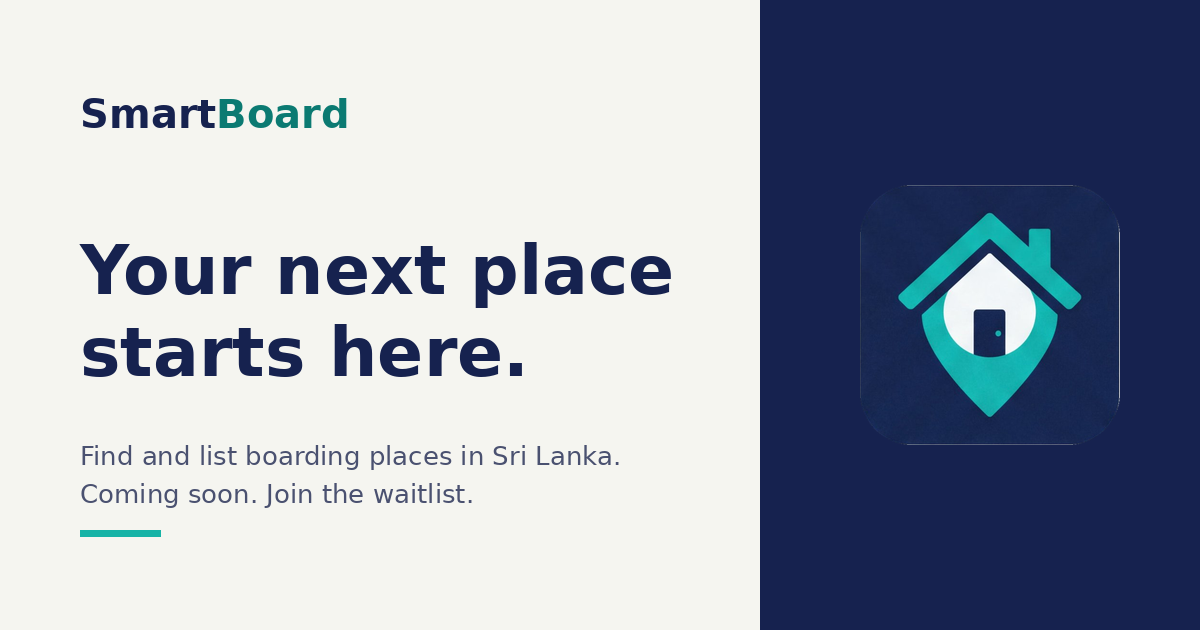 SmartBoard
Your next place
starts here.
Find and list boarding places in Sri Lanka.
Coming soon. Join the waitlist.